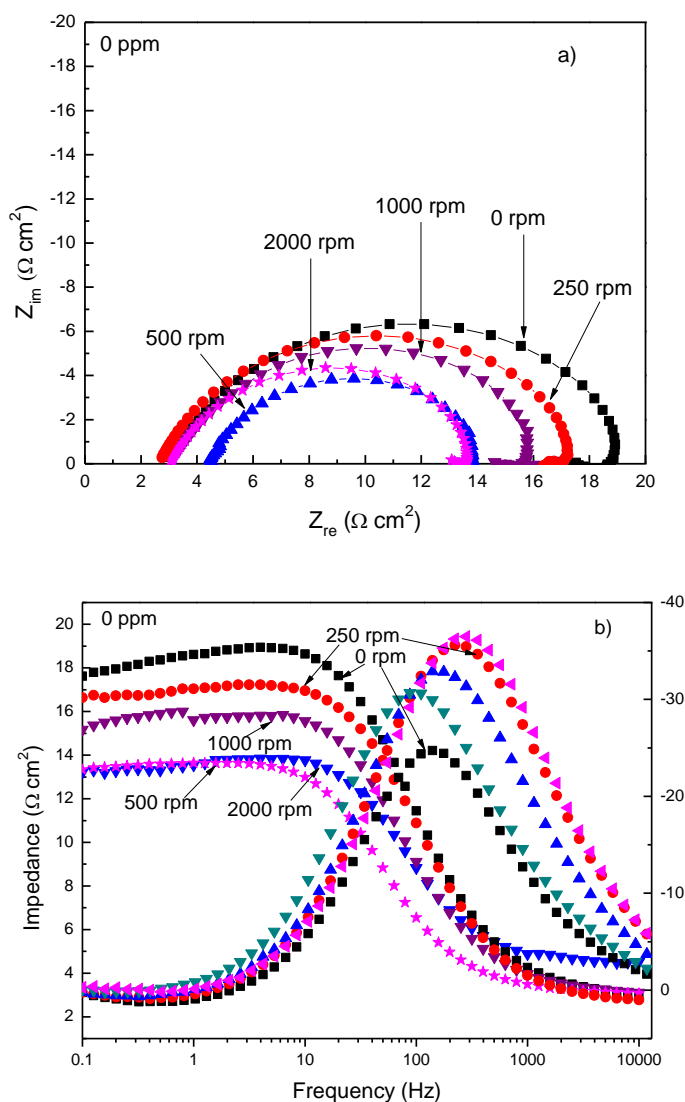 0 ppm
a)
-20
-18
-16
-14
-12
-10
-8
-6
-4
-2
0
Z_im (Ω cm²)
2000 rpm
1000 rpm
0 rpm
500 rpm
250 rpm
0 2 4 6 8 10 12 14 16 18 20
Z_re (Ω cm²)
0 ppm
b)
20
18
16
14
12
10
8
6
4
2
Impedance (Ω cm²)
250 rpm
0 rpm
1000 rpm
500 rpm
2000 rpm
-40
-30
-20
-10
0
0.1 1 10 100 1000 10000
Frequency (Hz)